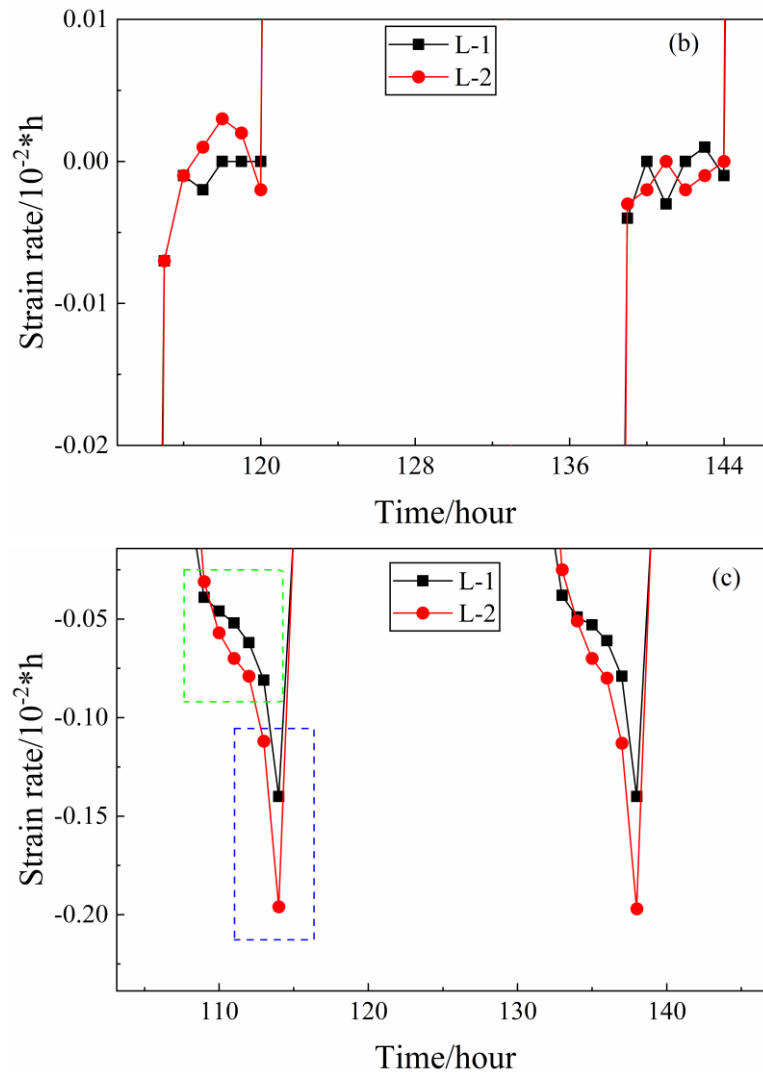 0.01
(b)
L-1
L-2
0.00
-0.01
-0.02
Strain rate/10⁻²*h
120
128
136
144
Time/hour
(c)
L-1
L-2
-0.05
-0.10
-0.15
-0.20
Strain rate/10⁻²*h
110
120
130
140
Time/hour